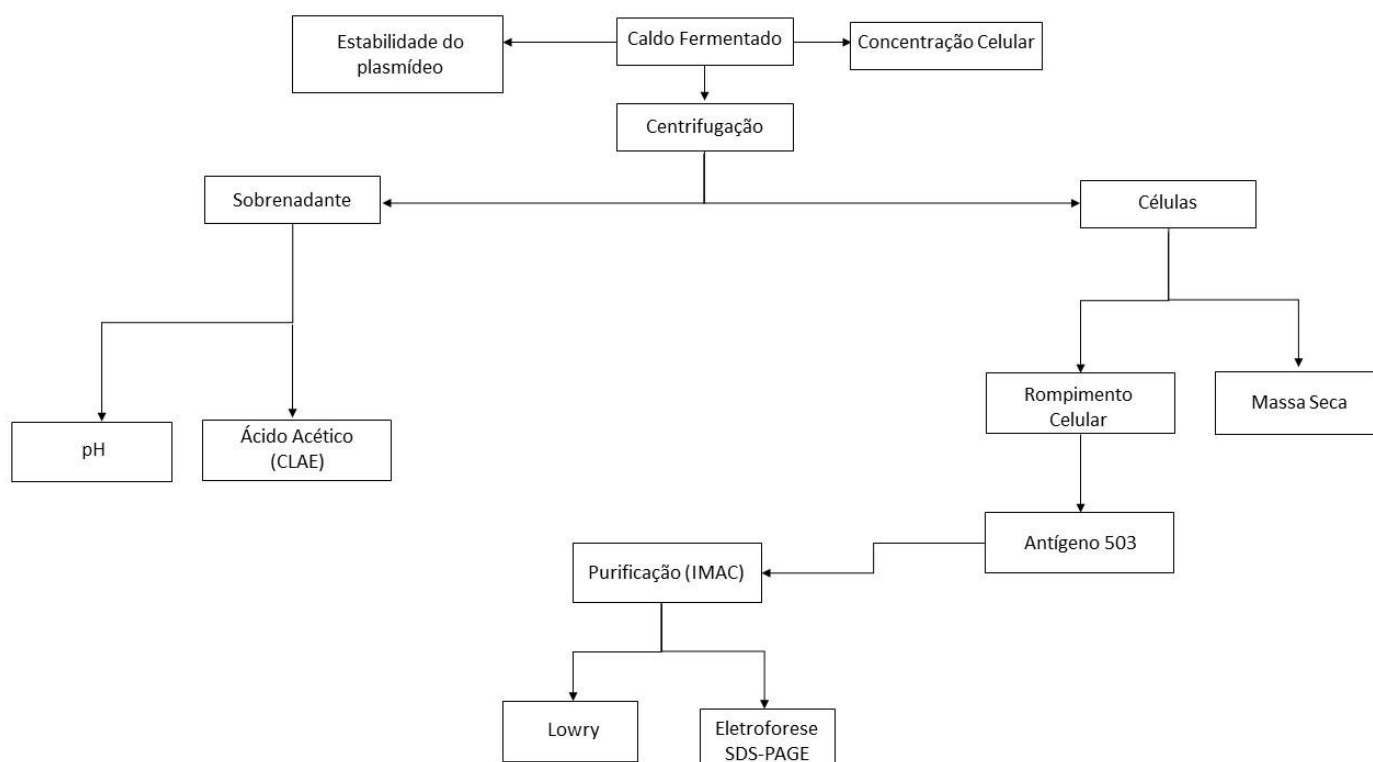 Estabilidade do
plasmídeo
Caldo Fermentado
Concentração Celular
Centrifugação
Sobrenadante
Células
pH
Ácido Acético
(CLAE)
Rompimento
Celular
Massa Seca
Antígeno 503
Purificação (IMAC)
Lowry
Eletroforese
SDS-PAGE